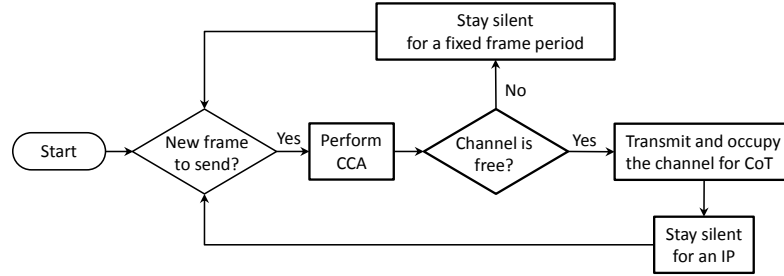 Stay silent
for a fixed frame period
No
Start
New frame
to send?
Yes
Perform
CCA
Channel is
free?
Yes
Transmit and occupy
the channel for CoT
Stay silent
for an IP